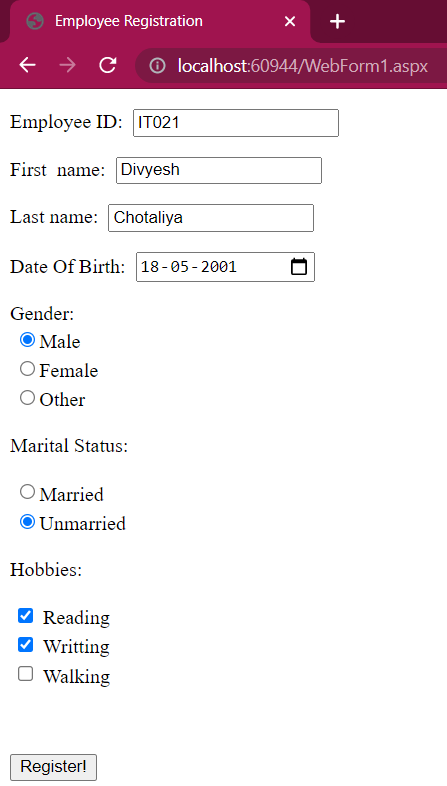 Employee Registration
localhost:60944/WebForm1.aspx
Employee ID: IT021
First name: Divyesh
Last name: Chotaliya
Date Of Birth: 18-05-2001
Gender:
Male
Female
Other
Marital Status:
Married
Unmarried
Hobbies:
Reading
Writting
Walking
Register!